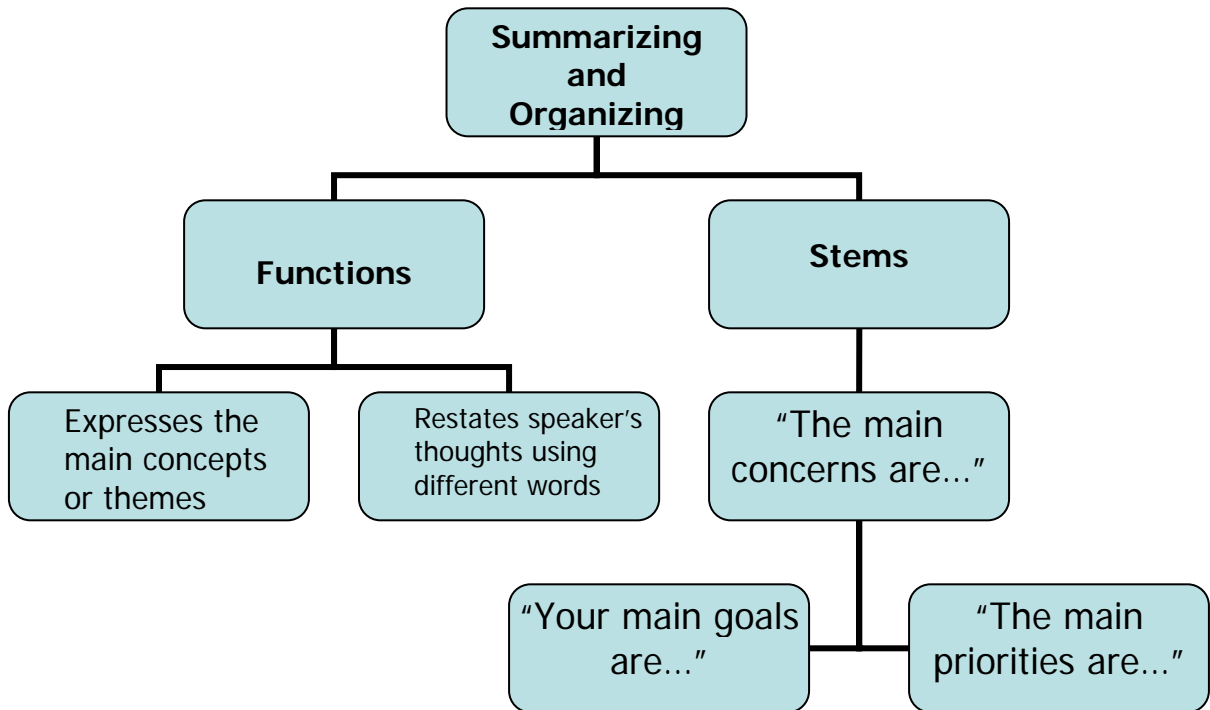 Summarizing
and
Organizing
Functions
Stems
Expresses the
main concepts
or themes
Restates speaker’s
thoughts using
different words
“The main
concerns are…”
“Your main goals
are…”
“The main
priorities are…”